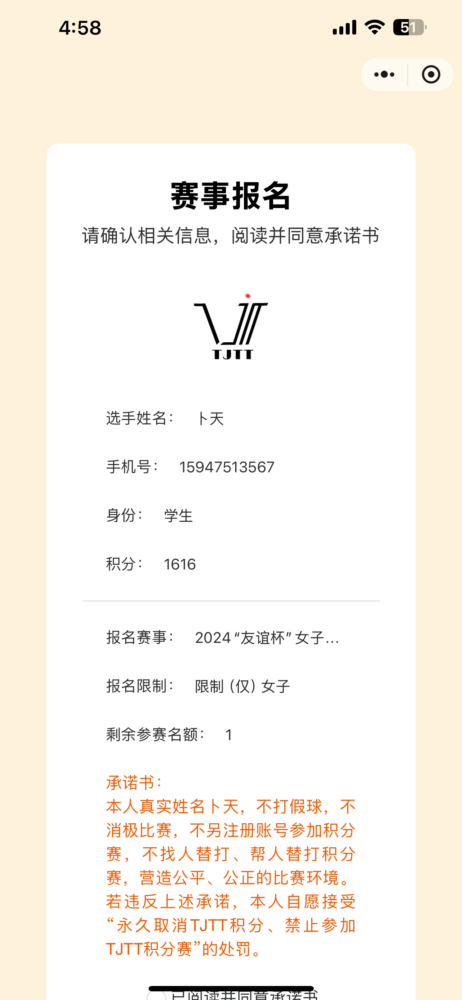 4:58
51
赛事报名
请确认相关信息，阅读并同意承诺书
TJTT
选手姓名： 卜天
手机号： 15947513567
身份： 学生
积分： 1616
报名赛事： 2024“友谊杯”女子...
报名限制： 限制（仅）女子
剩余参赛名额： 1
承诺书：
本人真实姓名卜天，不打假球，不
消极比赛，不另注册账号参加积分
赛，不找人替打、帮人替打积分
赛，营造公平、公正的比赛环境。
若违反上述承诺，本人自愿接受
“永久取消TJTT积分、禁止参加
TJTT积分赛”的处罚。
已阅读并同意承诺书